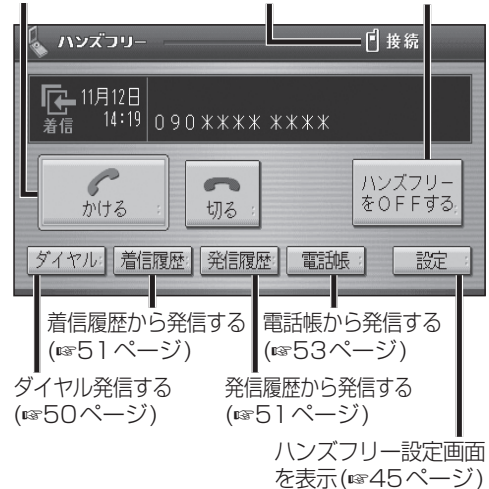 ハンズフリー 接続
11月12日
着信 14:19 090✱✱✱✱ ✱✱✱✱
かける 切る ハンズフリー
をOFFする
ダイヤル 着信履歴 発信履歴 電話帳 設定
着信履歴から発信する
(☞51ページ)
電話帳から発信する
(☞53ページ)
ダイヤル発信する
(☞50ページ)
発信履歴から発信する
(☞51ページ)
ハンズフリー設定画面
を表示(☞45ページ)